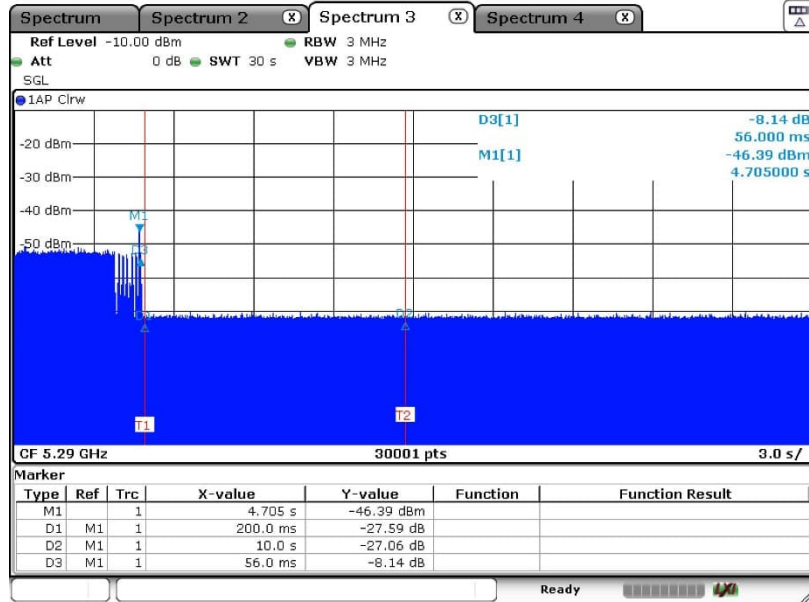 Spectrum Spectrum 2 X Spectrum 3 X Spectrum 4 X
Ref Level -10.00 dBm RBW 3 MHz
Att 0 dB SWT 30 s VBW 3 MHz
SGL
1AP Clrw
D3[1] -8.14 dB
56.000 ms
M1[1] -46.39 dBm
4.705000 s
-20 dBm
-30 dBm
-40 dBm
M1
-50 dBm
D3
D2
T1
T2
CF 5.29 GHz 30001 pts 3.0 s/
Marker
Type Ref Trc X-value Y-value Function Function Result
M1 1 4.705 s -46.39 dBm
D1 M1 1 200.0 ms -27.59 dB
D2 M1 1 10.0 s -27.06 dB
D3 M1 1 56.0 ms -8.14 dB
Ready LXI